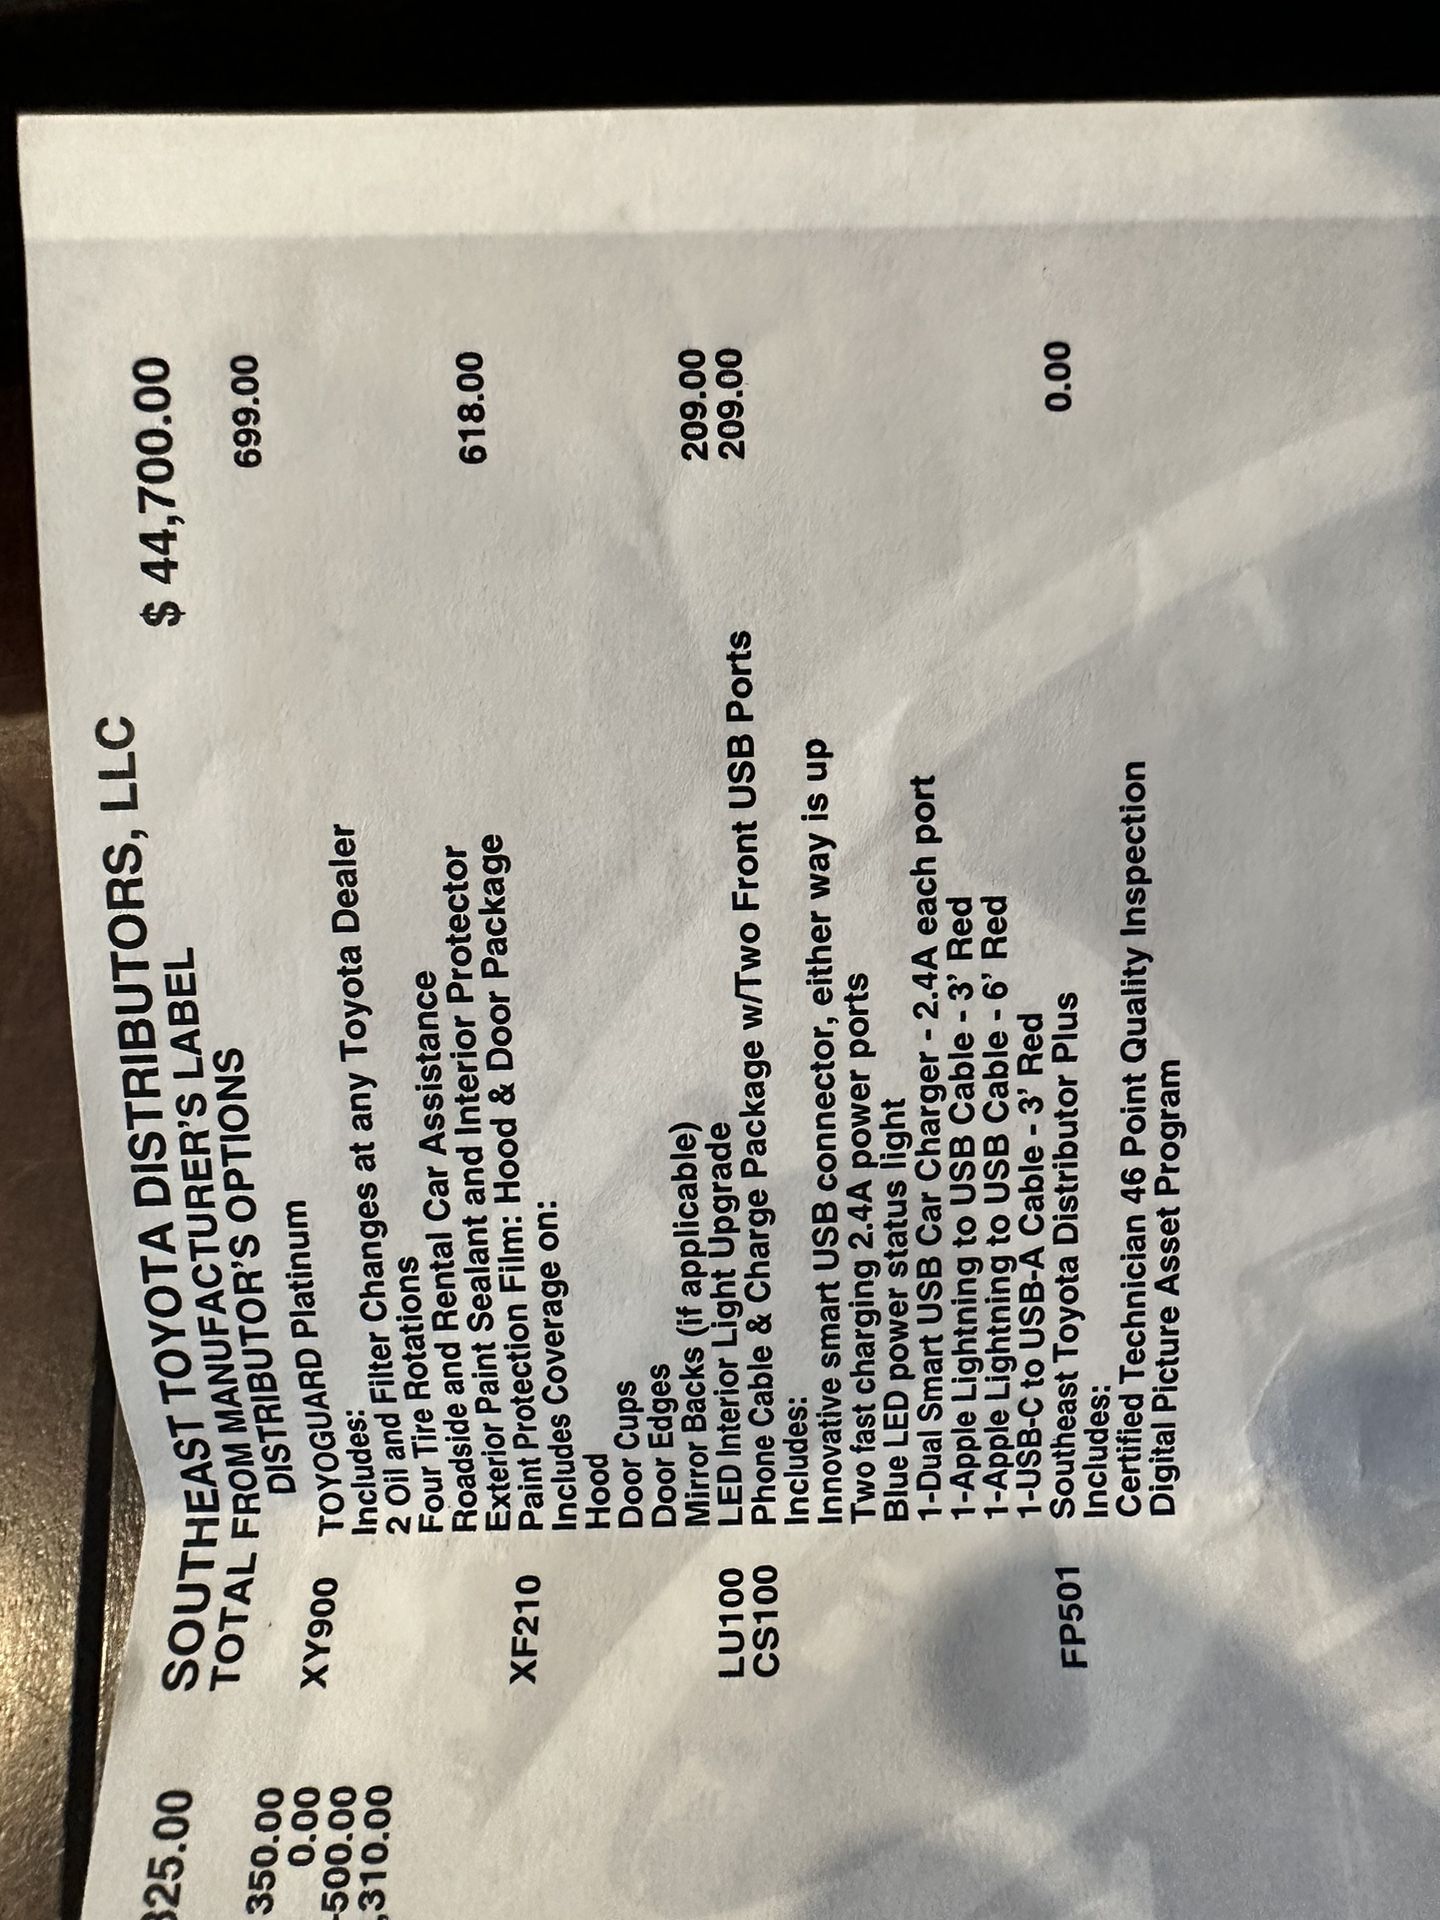 350.00
0.00
-500.00
,310.00
SOUTHEAST TOYOTA DISTRIBUTORS, LLC
TOTAL FROM MANUFACTURER'S LABEL $ 44,700.00
DISTRIBUTOR'S OPTIONS
XY900 TOYOGUARD Platinum 699.00
Includes:
2 Oil and Filter Changes at any Toyota Dealer
Four Tire Rotations
Roadside and Rental Car Assistance
Exterior Paint Sealant and Interior Protector
XF210 Paint Protection Film: Hood & Door Package 618.00
Includes Coverage on:
Hood
Door Cups
Door Edges
Mirror Backs (if applicable)
LU100 LED Interior Light Upgrade 209.00
CS100 Phone Cable & Charge Package w/Two Front USB Ports 209.00
Includes:
Innovative smart USB connector, either way is up
Two fast charging 2.4A power ports
Blue LED power status light
1-Dual Smart USB Car Charger - 2.4A each port
1-Apple Lightning to USB Cable - 3' Red
1-Apple Lightning to USB Cable - 6' Red
1-USB-C to USB-A Cable - 3' Red
FP501 Southeast Toyota Distributor Plus 0.00
Includes:
Certified Technician 46 Point Quality Inspection
Digital Picture Asset Program